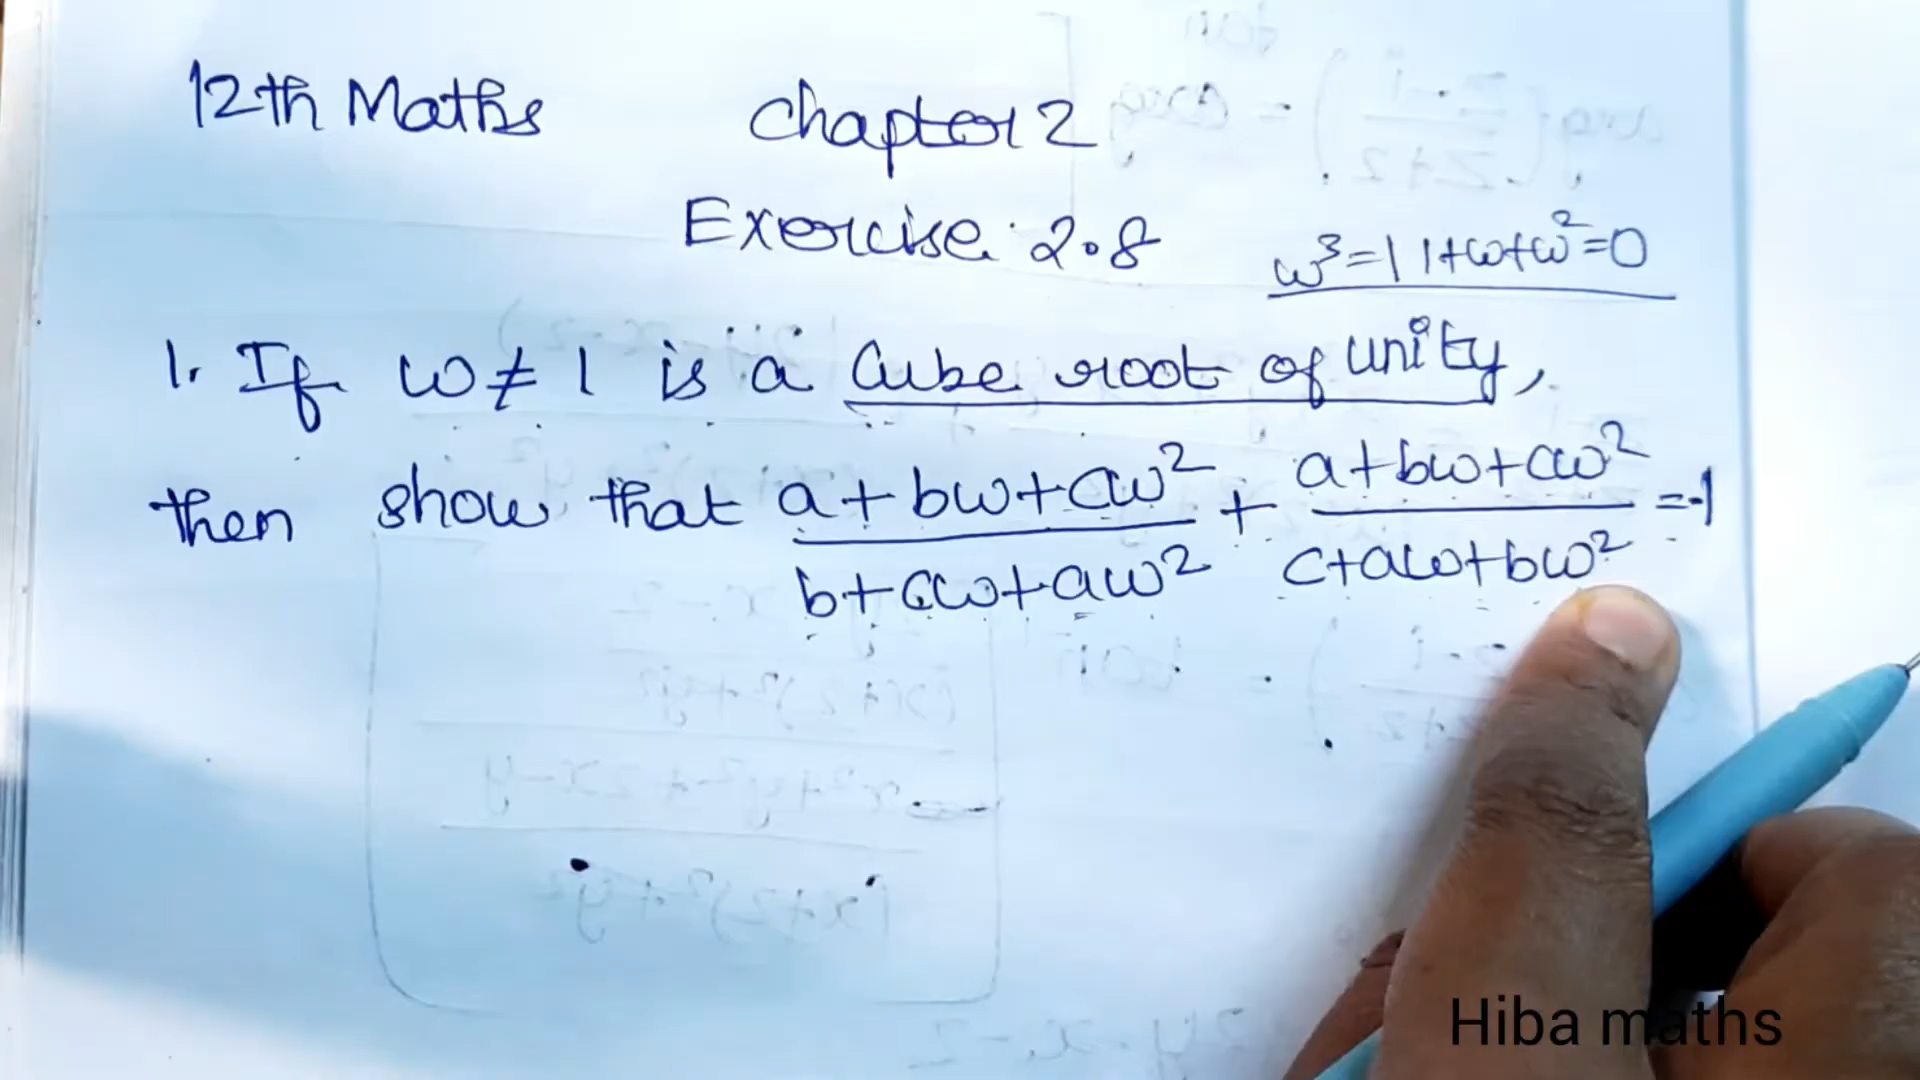 12th Maths Chapter 2
Exercise 2.8
ω³=1 1+ω+ω²=0
1. If ω≠1 is a Cube root of unity,
then show that (a+bω+cω²)/(b+cω+aω²) + (a+bω+cω²)/(c+aω+bω²) =-1
Hiba maths